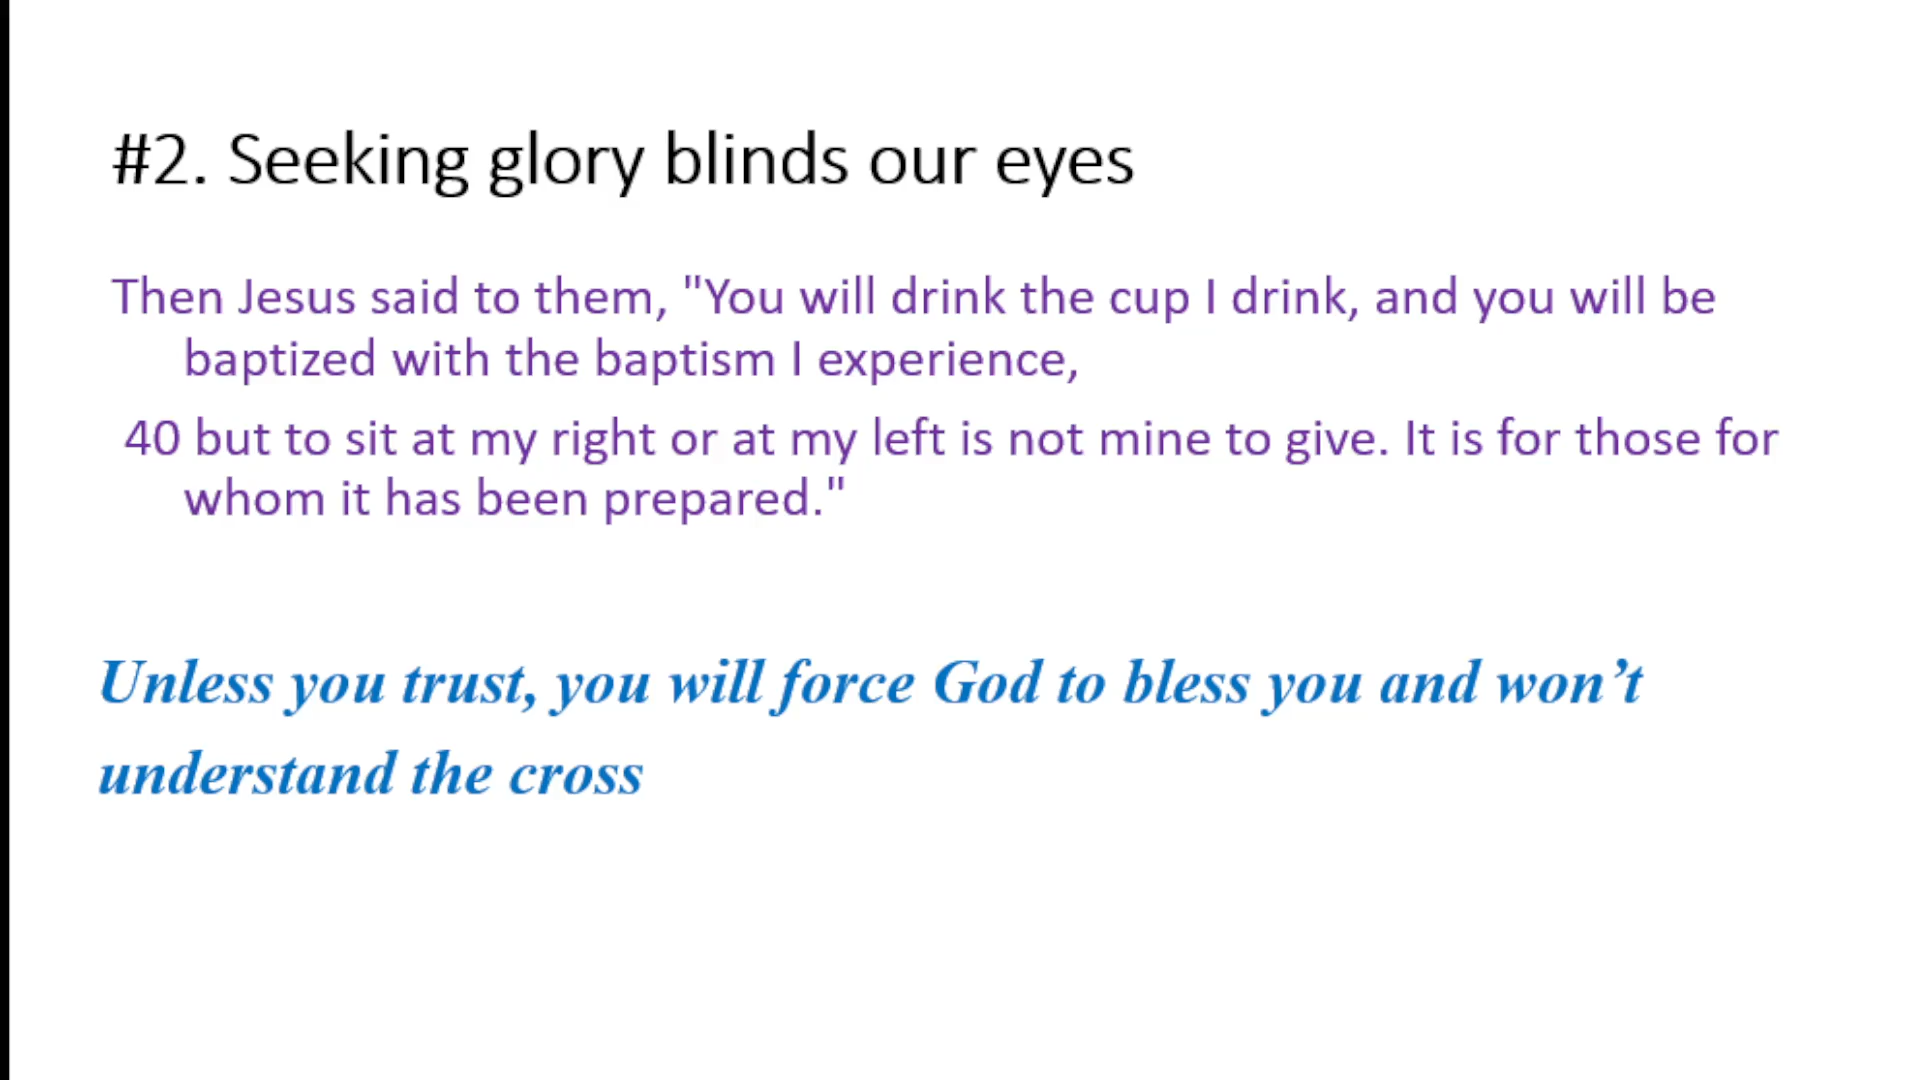 #2. Seeking glory blinds our eyes
Then Jesus said to them, "You will drink the cup I drink, and you will be
baptized with the baptism I experience,
40 but to sit at my right or at my left is not mine to give. It is for those for
whom it has been prepared."
Unless you trust, you will force God to bless you and won’t
understand the cross